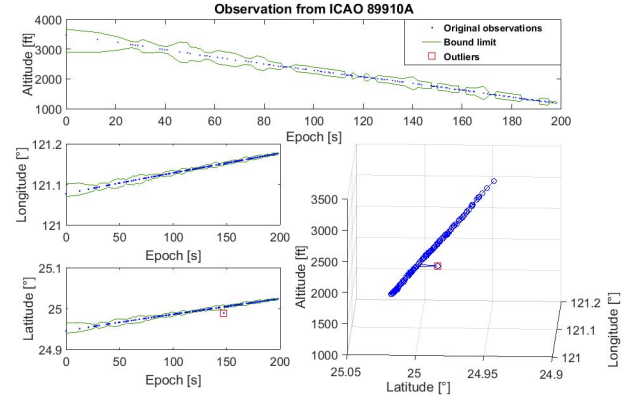 Observation from ICAO 89910A
4000
3000
2000
1000
Altitude [ft]
0 20 40 60 80 100 120 140 160 180 200
Epoch [s]
Original observations
Bound limit
Outliers
121.2
121.1
121
Longitude [°]
0 50 100 150 200
Epoch [s]
25.1
25
24.9
Latitude [°]
0 50 100 150 200
Epoch [s]
3500
3000
2500
2000
1500
1000
Altitude [ft]
25.05 25 24.95 24.9
Latitude [°]
121.2
121.1
121
Longitude [°]